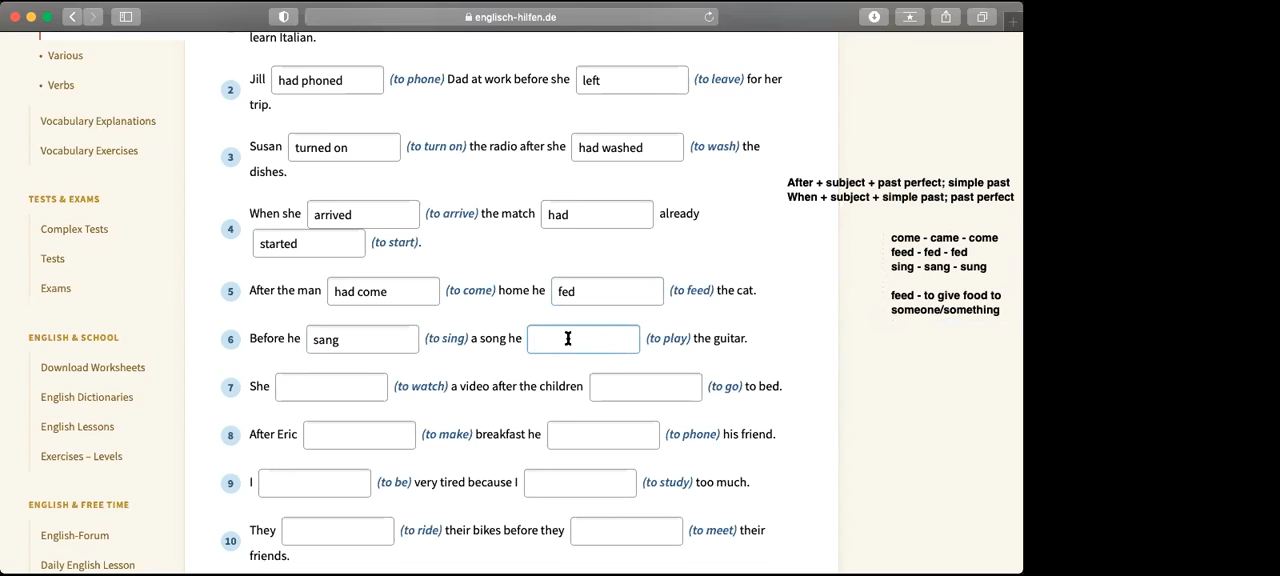 englisch-hilfen.de
learn Italian.
• Various
• Verbs
Vocabulary Explanations
Vocabulary Exercises
TESTS & EXAMS
Complex Tests
Tests
Exams
ENGLISH & SCHOOL
Download Worksheets
English Dictionaries
English Lessons
Exercises – Levels
ENGLISH & FREE TIME
English-Forum
Daily English Lesson
2 Jill had phoned (to phone) Dad at work before she left (to leave) for her
trip.
3 Susan turned on (to turn on) the radio after she had washed (to wash) the
dishes.
4 When she arrived (to arrive) the match had already
started (to start).
5 After the man had come (to come) home he fed (to feed) the cat.
6 Before he sang (to sing) a song he (to play) the guitar.
7 She (to watch) a video after the children (to go) to bed.
8 After Eric (to make) breakfast he (to phone) his friend.
9 I (to be) very tired because I (to study) too much.
10 They (to ride) their bikes before they (to meet) their
friends.
After + subject + past perfect; simple past
When + subject + simple past; past perfect
come - came - come
feed - fed - fed
sing - sang - sung
feed - to give food to
someone/something